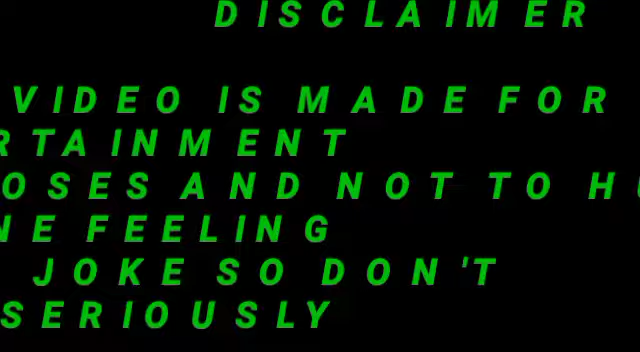 DISCLAIMER
VIDEO IS MADE FOR
RTAINMENT
OSES AND NOT TO HU
NE FEELING
JOKE SO DON'T
SERIOUSLY